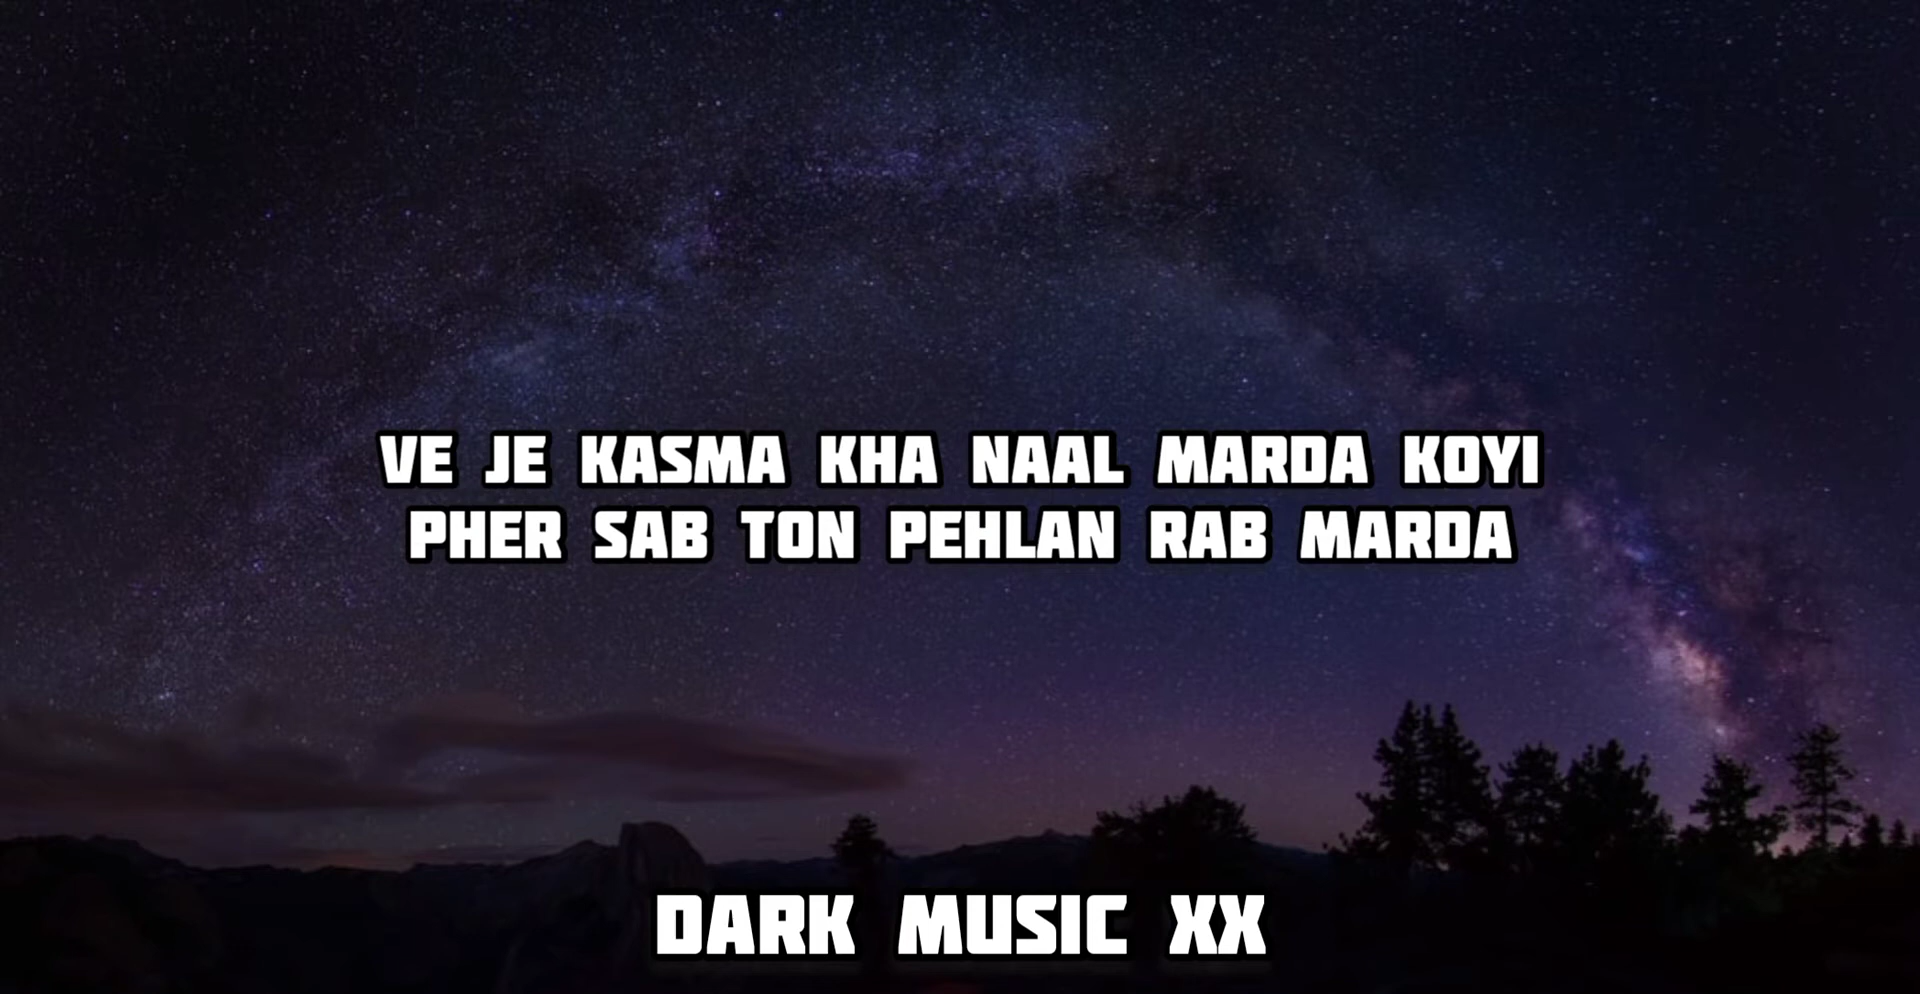 VE JE KASMA KHA NAAL MARDA KOYI
PHER SAB TON PEHLAN RAB MARDA
DARK MUSIC XX